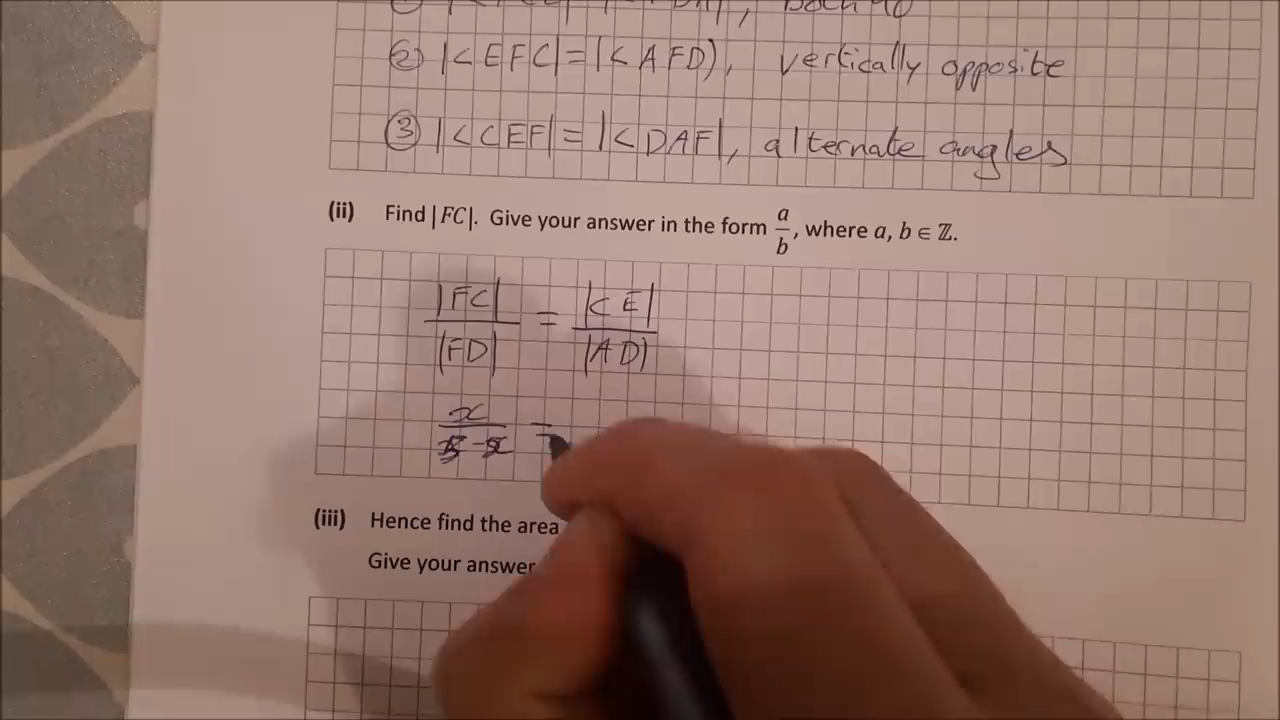 ② |<EFC| = |<AFD), vertically opposite
③ |<CEF| = |<DAF|, alternate angles
(ii) Find |FC|. Give your answer in the form a/b, where a, b ∈ ℤ.
|FC|/|FD| = |CE|/|AD)
x/5-x =
(iii) Hence find the area
Give your answer